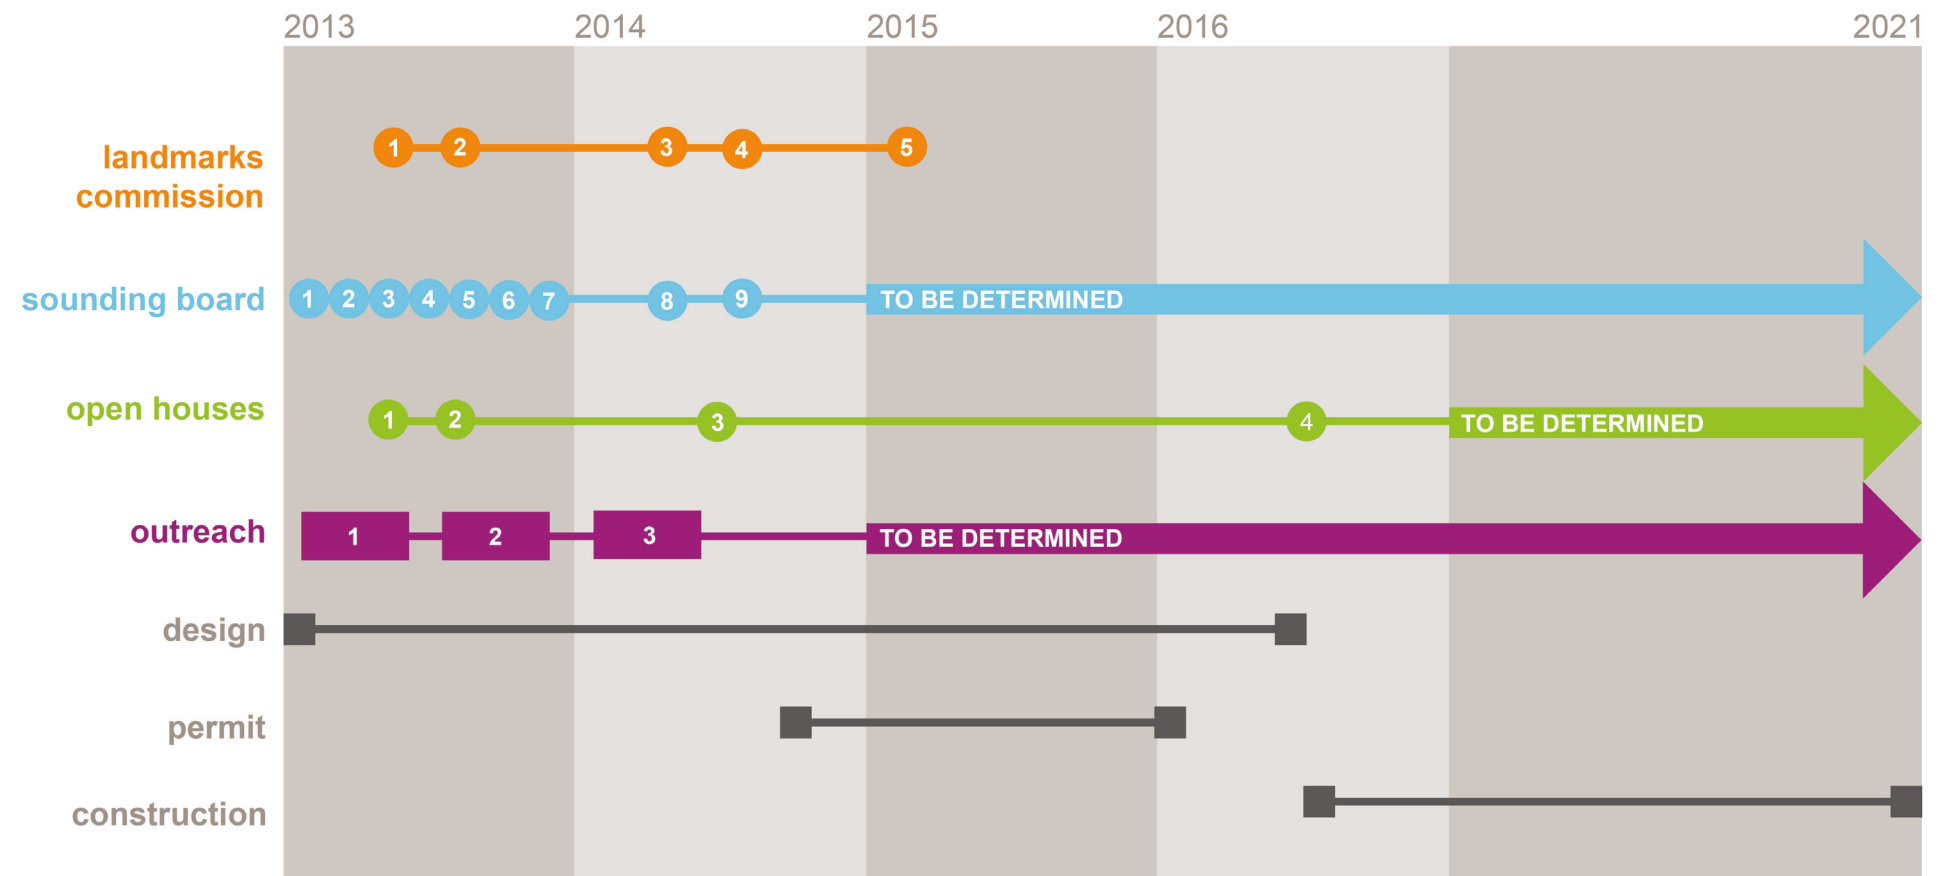 2013 2014 2015 2016 2021
landmarks
commission
1 2 3 4 5
sounding board
1 2 3 4 5 6 7 8 9
TO BE DETERMINED
open houses
1 2 3 4
TO BE DETERMINED
outreach
1 2 3
TO BE DETERMINED
design
permit
construction